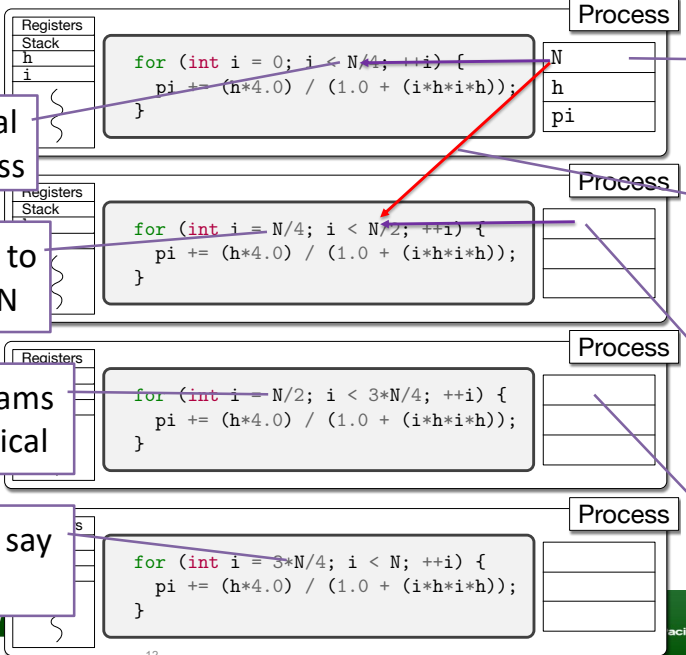 Process
Registers
Stack
h
i
for (int i = 0; i < N/4; ++i) {
pi += (h*4.0) / (1.0 + (i*h*i*h));
}
N
h
pi
al
ss
Process
Registers
Stack
for (int i = N/4; i < N/2; ++i) {
pi += (h*4.0) / (1.0 + (i*h*i*h));
}
to
N
Process
Registers
for (int i = N/2; i < 3*N/4; ++i) {
pi += (h*4.0) / (1.0 + (i*h*i*h));
}
ams
ical
Process
s
for (int i = 3*N/4; i < N; ++i) {
pi += (h*4.0) / (1.0 + (i*h*i*h));
}
say
aci